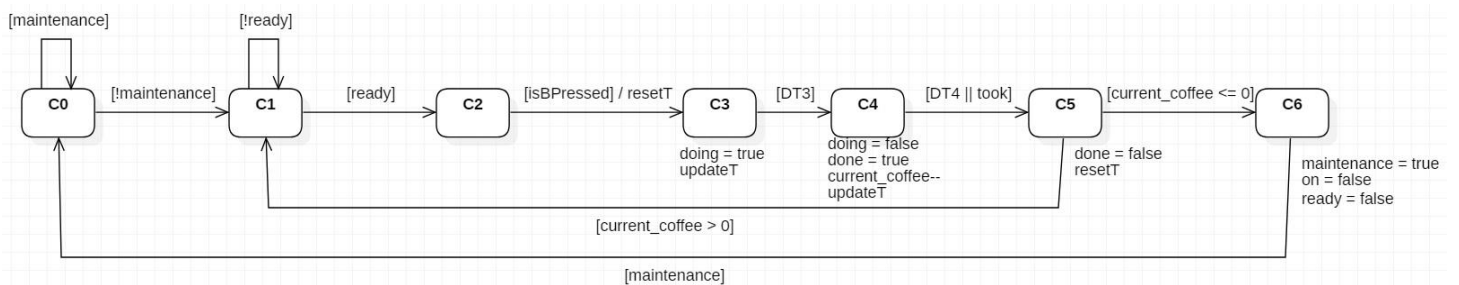 [maintenance]
[!ready]
C0
[!maintenance]
C1
[ready]
C2
[isBPressed] / resetT
C3
[DT3]
C4
[DT4 || took]
C5
[current_coffee <= 0]
C6
doing = true
updateT
doing = false
done = true
current_coffee--
updateT
done = false
resetT
maintenance = true
on = false
ready = false
[current_coffee > 0]
[maintenance]